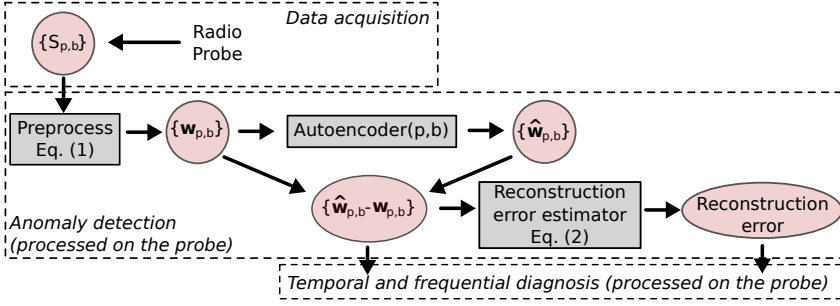 Data acquisition
{S_{p,b}}
Radio
Probe
Preprocess
Eq. (1)
{𝐰_{p,b}}
Autoencoder(p,b)
{𝐰̂_{p,b}}
{𝐰̂_{p,b}-𝐰_{p,b}}
Reconstruction
error estimator
Eq. (2)
Reconstruction
error
Anomaly detection
(processed on the probe)
Temporal and frequential diagnosis (processed on the probe)